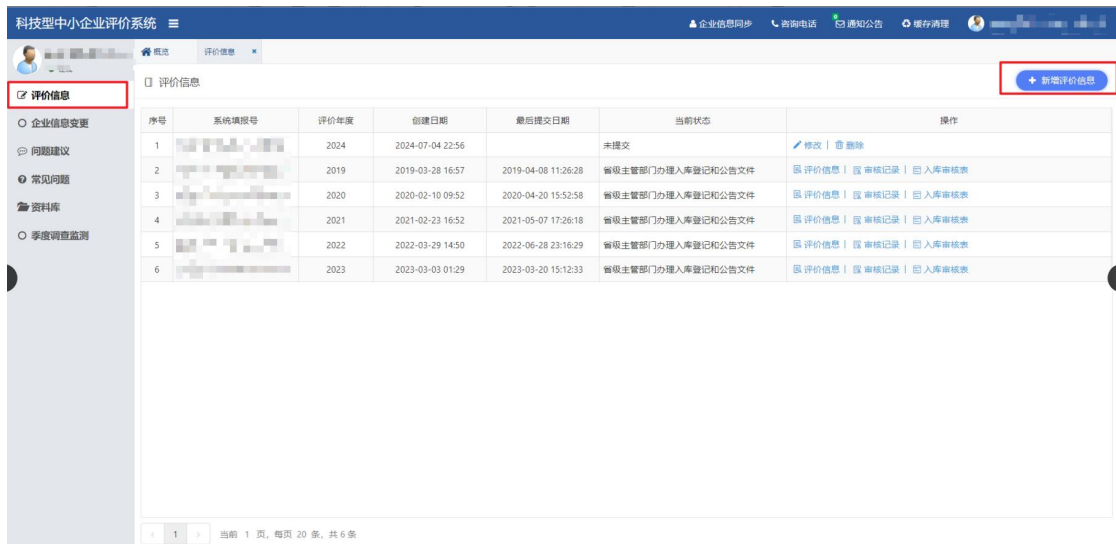 科技型中小企业评价系统
企业信息同步 咨询电话 0 通知公告 缓存清理
概览 评价信息 ×
评价信息
企业信息变更
问题建议
常见问题
资料库
季度调查监测
评价信息
+ 新增评价信息
序号 系统填报号 评价年度 创建日期 最后提交日期 当前状态 操作
1 2024 2024-07-04 22:56 未提交 修改 | 删除
2 2019 2019-03-28 16:57 2019-04-08 11:26:28 省级主管部门办理入库登记和公告文件 评价信息 | 审核记录 | 入库审核表
3 2020 2020-02-10 09:52 2020-04-20 15:52:58 省级主管部门办理入库登记和公告文件 评价信息 | 审核记录 | 入库审核表
4 2021 2021-02-23 16:52 2021-05-07 17:26:18 省级主管部门办理入库登记和公告文件 评价信息 | 审核记录 | 入库审核表
5 2022 2022-03-29 14:50 2022-06-28 23:16:29 省级主管部门办理入库登记和公告文件 评价信息 | 审核记录 | 入库审核表
6 2023 2023-03-03 01:29 2023-03-20 15:12:33 省级主管部门办理入库登记和公告文件 评价信息 | 审核记录 | 入库审核表
< 1 > 当前 1 页, 每页 20 条, 共 6 条